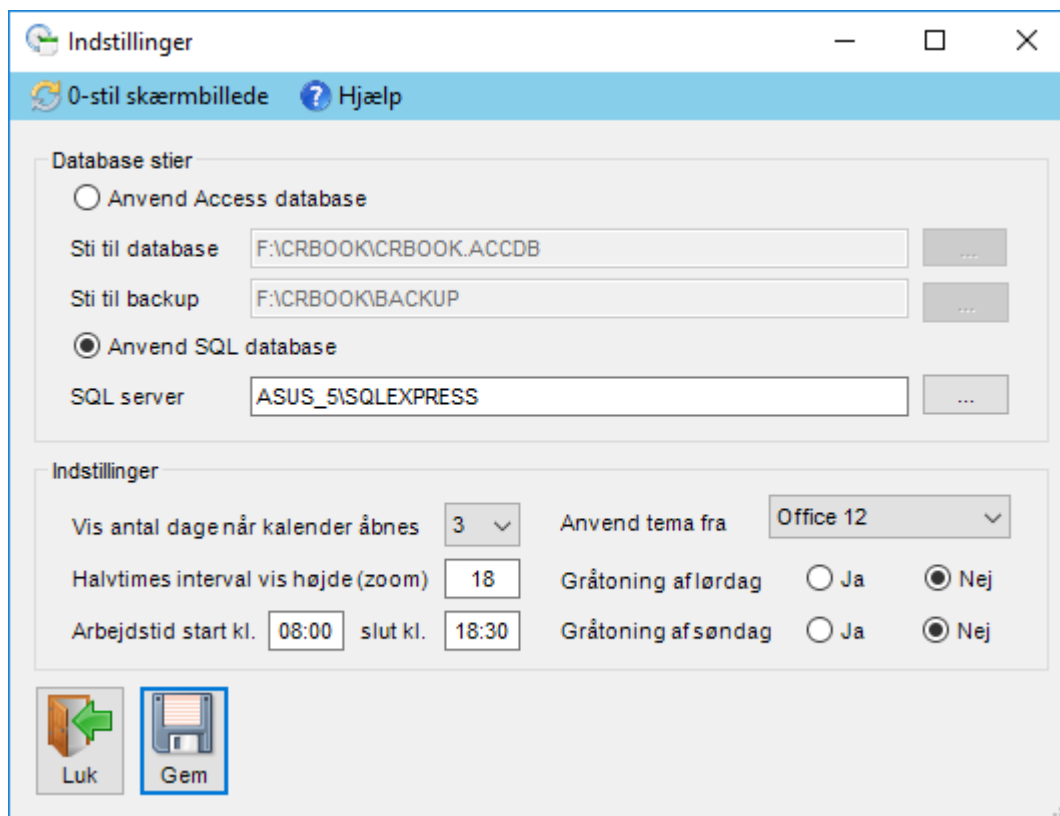 Indstillinger
0-stil skærmbillede Hjælp
Database stier
Anvend Access database
Sti til database F:\CRBOOK\CRBOOK.ACCDB ...
Sti til backup F:\CRBOOK\BACKUP ...
Anvend SQL database
SQL server ASUS_5\SQLEXPRESS ...
Indstillinger
Vis antal dage når kalender åbnes 3 Anvend tema fra Office 12
Halvtimes interval vis højde (zoom) 18 Gråtoning af lørdag Ja Nej
Arbejdstid start kl. 08:00 slut kl. 18:30 Gråtoning af søndag Ja Nej
Luk Gem